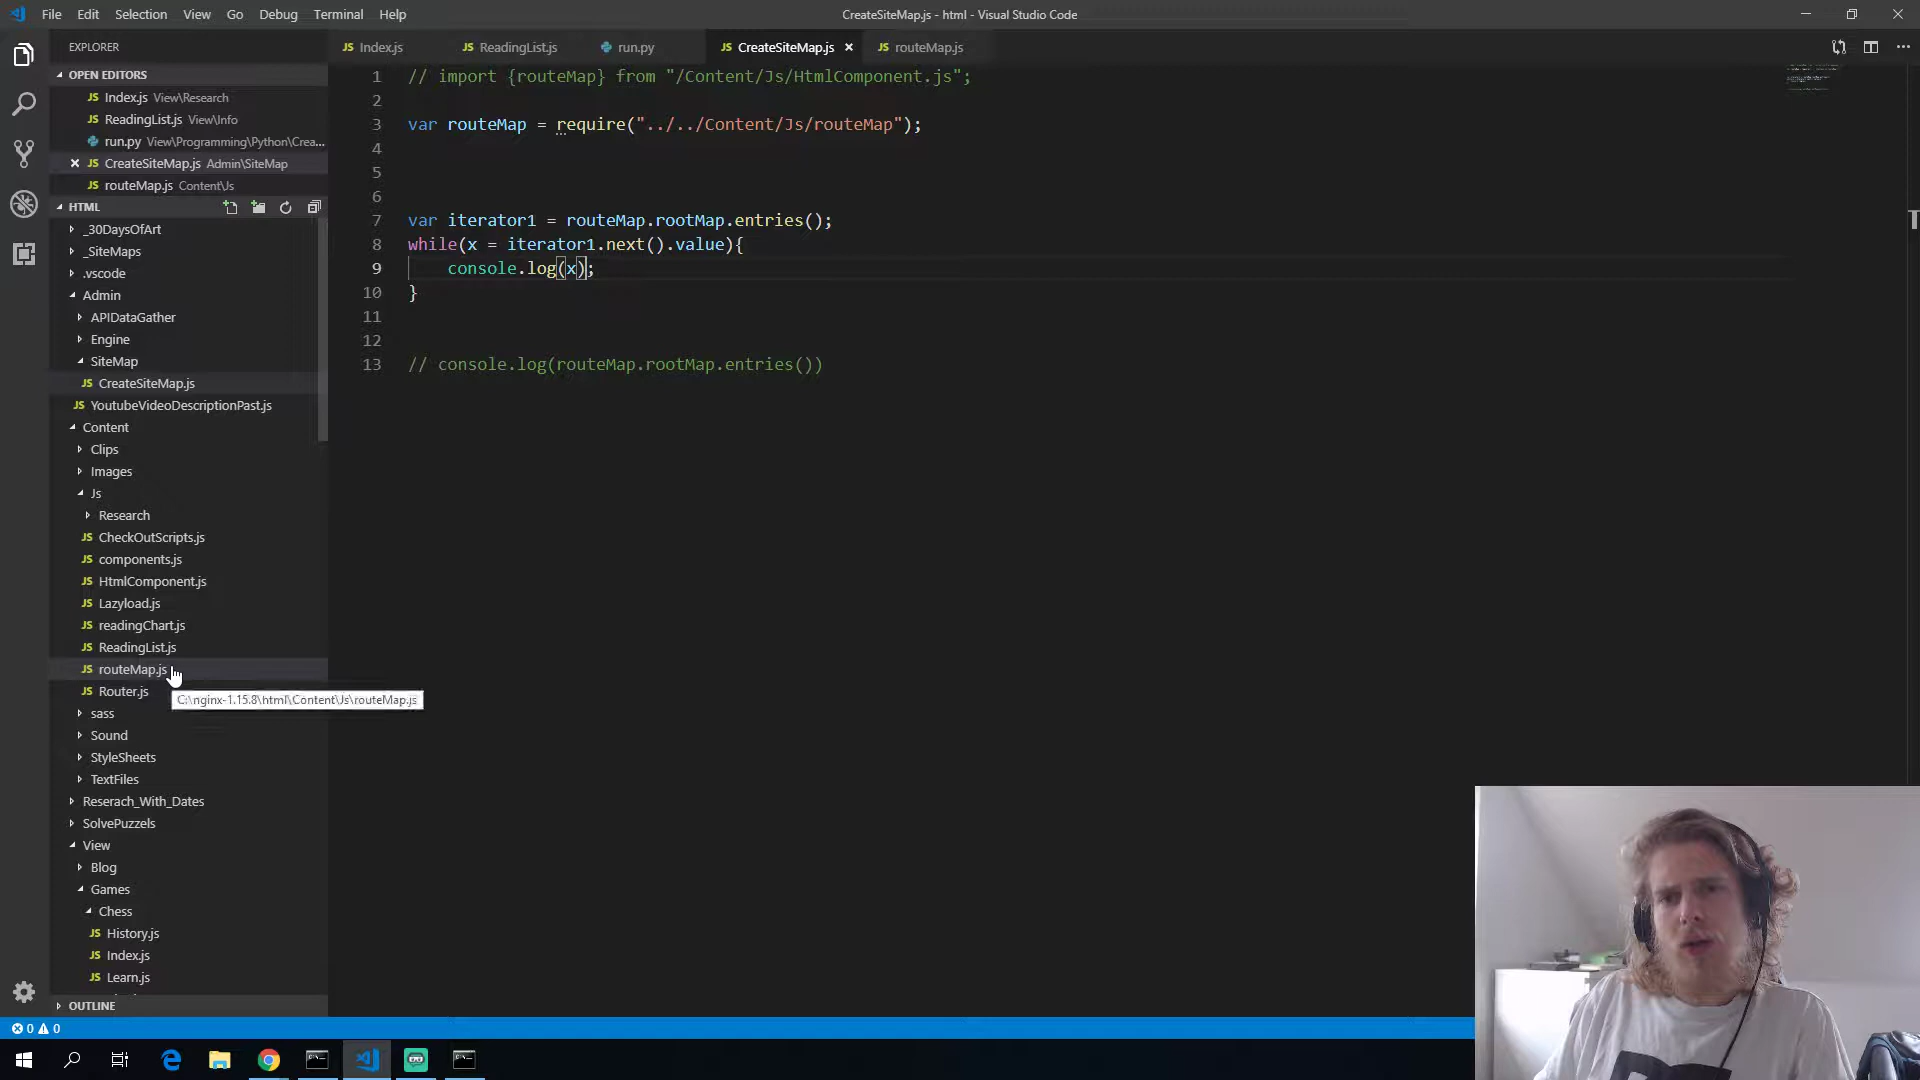 File Edit Selection View Go Debug Terminal Help
CreateSiteMap.js - html - Visual Studio Code
EXPLORER
OPEN EDITORS
JS Index.js View\Research
JS ReadingList.js View\Info
run.py View\Programming\Python\Crea...
JS CreateSiteMap.js Admin\SiteMap
JS routeMap.js Content\Js
HTML
_30DaysOfArt
_SiteMaps
.vscode
Admin
APIDataGather
Engine
SiteMap
JS CreateSiteMap.js
JS YoutubeVideoDescriptionPast.js
Content
Clips
Images
Js
Research
JS CheckOutScripts.js
JS components.js
JS HtmlComponent.js
JS Lazyload.js
JS readingChart.js
JS ReadingList.js
JS routeMap.js
JS Router.js
C:\nginx-1.15.8\html\Content\Js\routeMap.js
sass
Sound
StyleSheets
TextFiles
Reserach_With_Dates
SolvePuzzels
View
Blog
Games
Chess
JS History.js
JS Index.js
JS Learn.js
OUTLINE
0 0
JS Index.js JS ReadingList.js run.py JS CreateSiteMap.js JS routeMap.js
1 // import {routeMap} from "/Content/Js/HtmlComponent.js";
2
3 var routeMap = require("../../Content/Js/routeMap");
4
5
6
7 var iterator1 = routeMap.rootMap.entries();
8 while(x = iterator1.next().value){
9 console.log(x);
10 }
11
12
13 // console.log(routeMap.rootMap.entries())